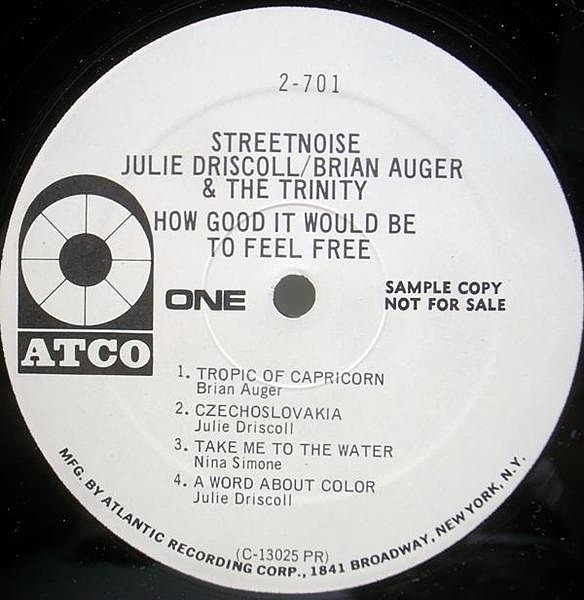 2-701
STREETNOISE
JULIE DRISCOLL/BRIAN AUGER
& THE TRINITY
HOW GOOD IT WOULD BE
TO FEEL FREE
ATCO
ONE
SAMPLE COPY
NOT FOR SALE
1. TROPIC OF CAPRICORN
Brian Auger
2. CZECHOSLOVAKIA
Julie Driscoll
3. TAKE ME TO THE WATER
Nina Simone
4. A WORD ABOUT COLOR
Julie Driscoll
(C-13025 PR)
MFG. BY ATLANTIC RECORDING CORP., 1841 BROADWAY, NEW YORK, N.Y.